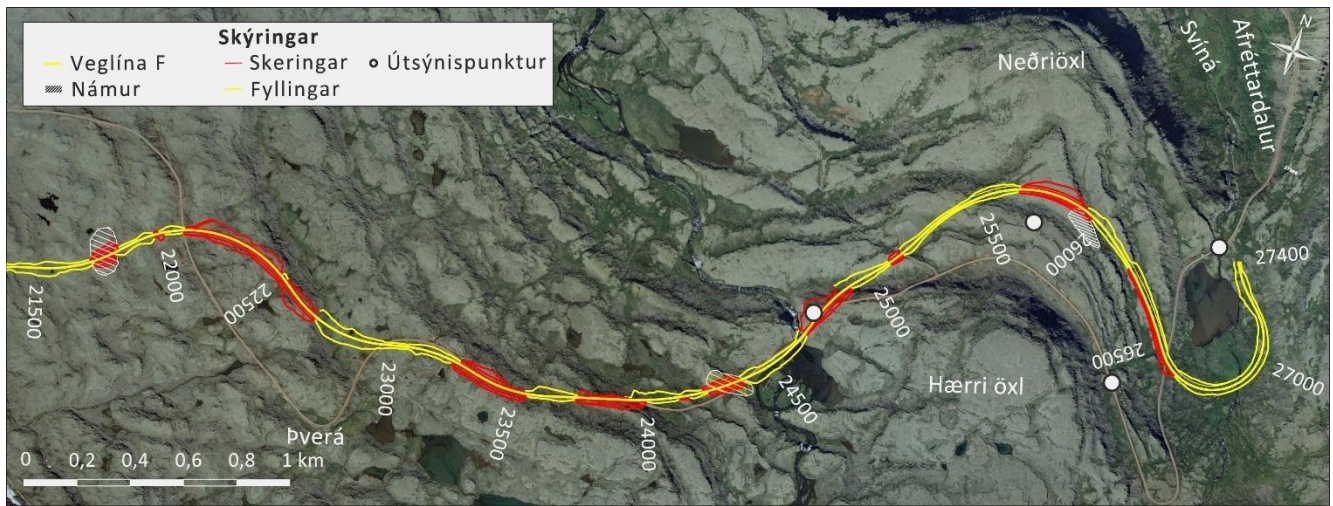 Skýringar
Veglína F
Skeringar
Útsýnispunktur
Námur
Fyllingar
Neðriöxl
Svíná
Afréttardalur
N
21500
22000
22500
23000
23500
24000
24500
25000
25500
26000
26500
27000
27400
Hærri öxl
Þverá
0 0,2 0,4 0,6 0,8 1 km